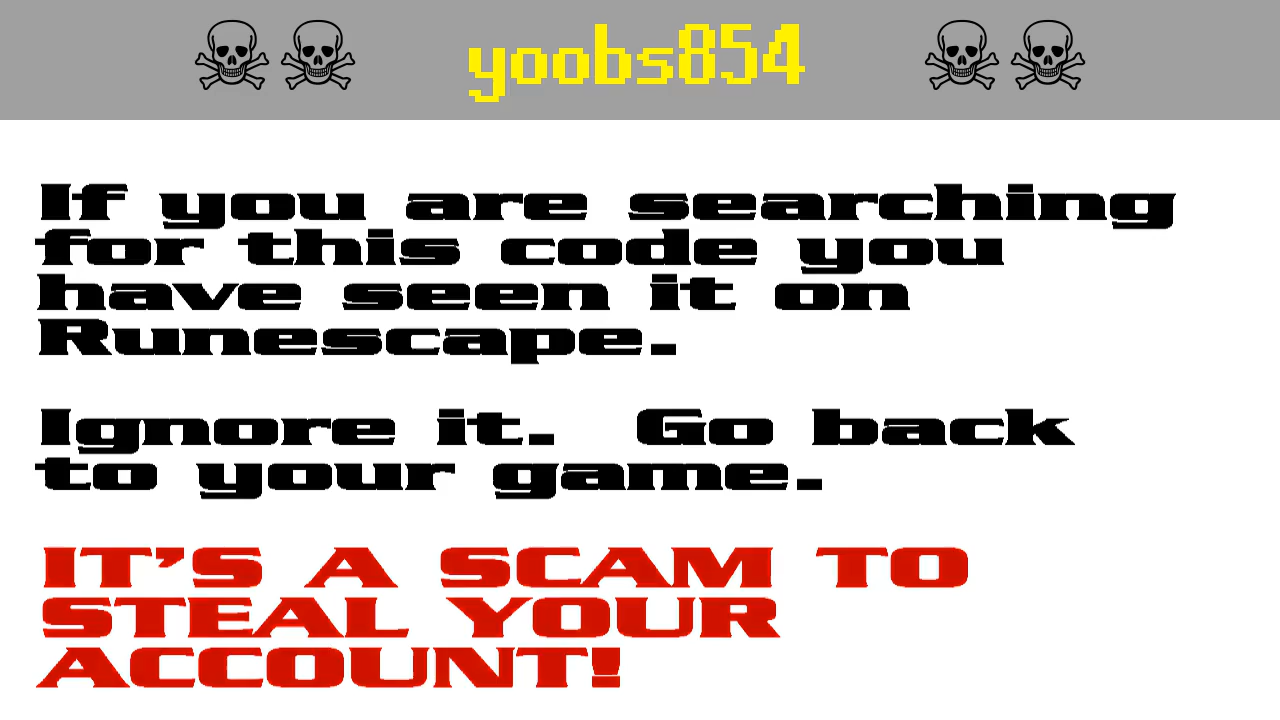 yoobs854
If you are searching
for this code you
have seen it on
Runescape.
Ignore it. Go back
to your game.
IT'S A SCAM TO
STEAL YOUR
ACCOUNT!